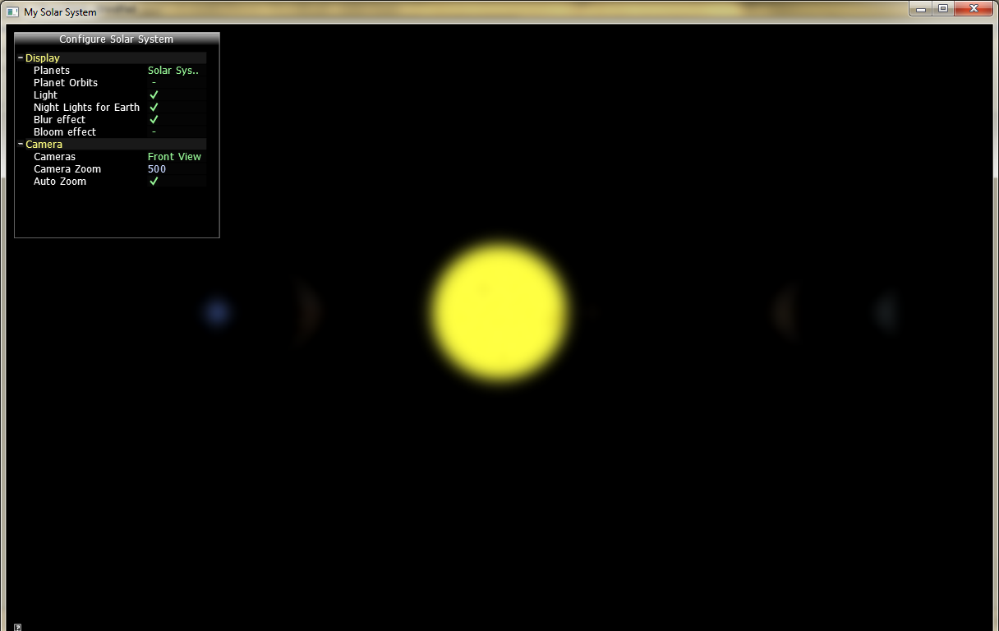 My Solar System
Configure Solar System
Display
Planets Solar Sys..
Planet Orbits -
Light ✓
Night Lights for Earth ✓
Blur effect ✓
Bloom effect -
Camera
Cameras Front View
Camera Zoom 500
Auto Zoom ✓
?